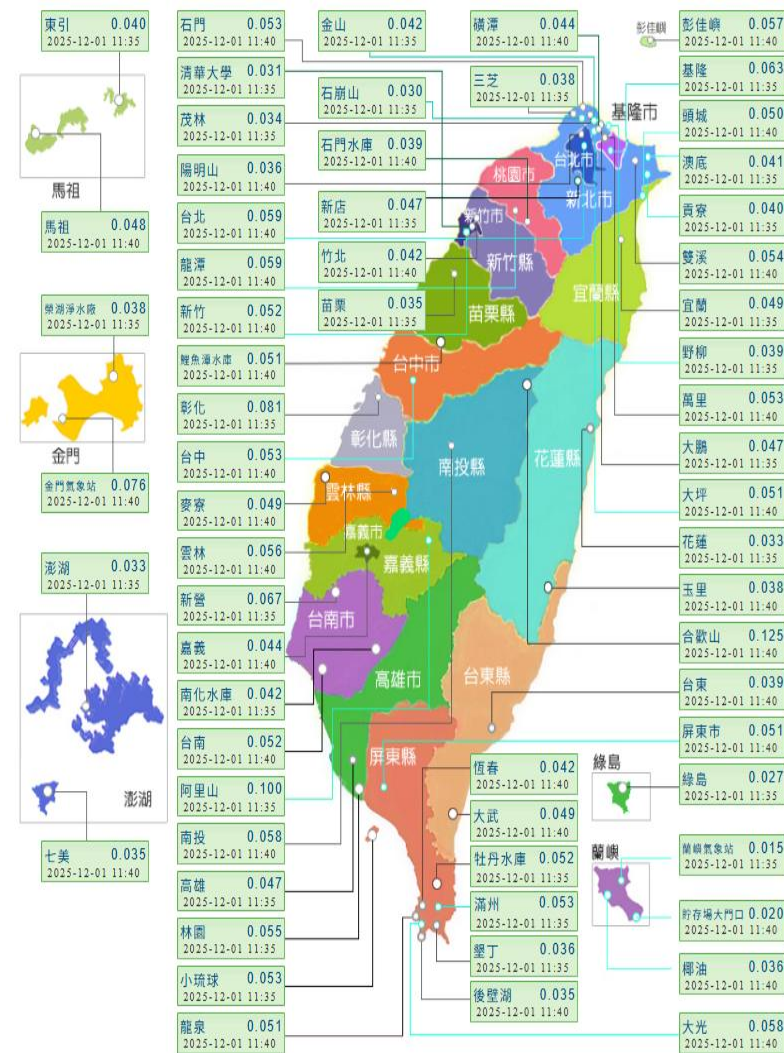 東引 0.040
2025-12-01 11:35
馬祖
馬祖 0.048
2025-12-01 11:40
榮湖淨水廠 0.038
2025-12-01 11:35
金門
金門氣象站 0.076
2025-12-01 11:40
澎湖 0.033
2025-12-01 11:35
澎湖
七美 0.035
2025-12-01 11:40
石門 0.053
2025-12-01 11:40
清華大學 0.031
2025-12-01 11:35
茂林 0.034
2025-12-01 11:35
陽明山 0.036
2025-12-01 11:40
台北 0.059
2025-12-01 11:40
龍潭 0.059
2025-12-01 11:40
新竹 0.052
2025-12-01 11:40
鯉魚潭水庫 0.051
2025-12-01 11:40
彰化 0.081
2025-12-01 11:35
台中 0.053
2025-12-01 11:40
麥寮 0.049
2025-12-01 11:40
雲林 0.056
2025-12-01 11:40
新營 0.067
2025-12-01 11:35
嘉義 0.044
2025-12-01 11:40
南化水庫 0.042
2025-12-01 11:35
台南 0.052
2025-12-01 11:40
阿里山 0.100
2025-12-01 11:35
南投 0.058
2025-12-01 11:40
高雄 0.047
2025-12-01 11:35
林園 0.055
2025-12-01 11:40
小琉球 0.053
2025-12-01 11:35
龍泉 0.051
2025-12-01 11:40
金山 0.042
2025-12-01 11:35
石崩山 0.030
2025-12-01 11:35
石門水庫 0.039
2025-12-01 11:40
新店 0.047
2025-12-01 11:35
竹北 0.042
2025-12-01 11:40
苗栗 0.035
2025-12-01 11:40
磺潭 0.044
2025-12-01 11:40
三芝 0.038
2025-12-01 11:35
基隆市
台北市
新北市
桃園市
新竹市
新竹縣
苗栗縣
宜蘭縣
台中市
彰化縣
南投縣
花蓮縣
雲林縣
嘉義市
嘉義縣
台南市
高雄市
台東縣
屏東縣
恆春 0.042
2025-12-01 11:40
大武 0.049
2025-12-01 11:40
牡丹水庫 0.052
2025-12-01 11:35
滿州 0.053
2025-12-01 11:35
墾丁 0.036
2025-12-01 11:35
後壁湖 0.035
2025-12-01 11:40
彭佳嶼
彭佳嶼 0.057
2025-12-01 11:40
基隆 0.063
2025-12-01 11:35
頭城 0.050
2025-12-01 11:40
澳底 0.041
2025-12-01 11:35
貢寮 0.040
2025-12-01 11:35
雙溪 0.054
2025-12-01 11:40
宜蘭 0.049
2025-12-01 11:35
野柳 0.039
2025-12-01 11:35
萬里 0.053
2025-12-01 11:40
大鵬 0.047
2025-12-01 11:35
大坪 0.051
2025-12-01 11:40
花蓮 0.033
2025-12-01 11:35
玉里 0.038
2025-12-01 11:40
合歡山 0.125
2025-12-01 11:40
台東 0.039
2025-12-01 11:40
屏東市 0.051
2025-12-01 11:40
綠島
綠島 0.027
2025-12-01 11:35
蘭嶼
蘭嶼氣象站 0.015
2025-12-01 11:35
貯存場大門口 0.020
2025-12-01 11:40
椰油 0.036
2025-12-01 11:40
大光 0.058
2025-12-01 11:40